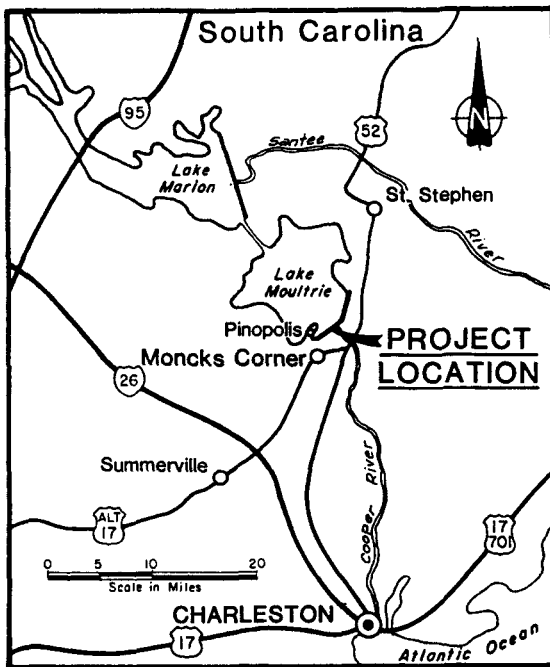 South Carolina
95
52
N
Santee
River
Lake
Marion
St. Stephen
Lake
Moultrie
Pinopolis
PROJECT
LOCATION
Moncks Corner
26
Summerville
Cooper River
ALT
17
17
701
0 5 10 20
Scale in Miles
CHARLESTON
17
Atlantic Ocean